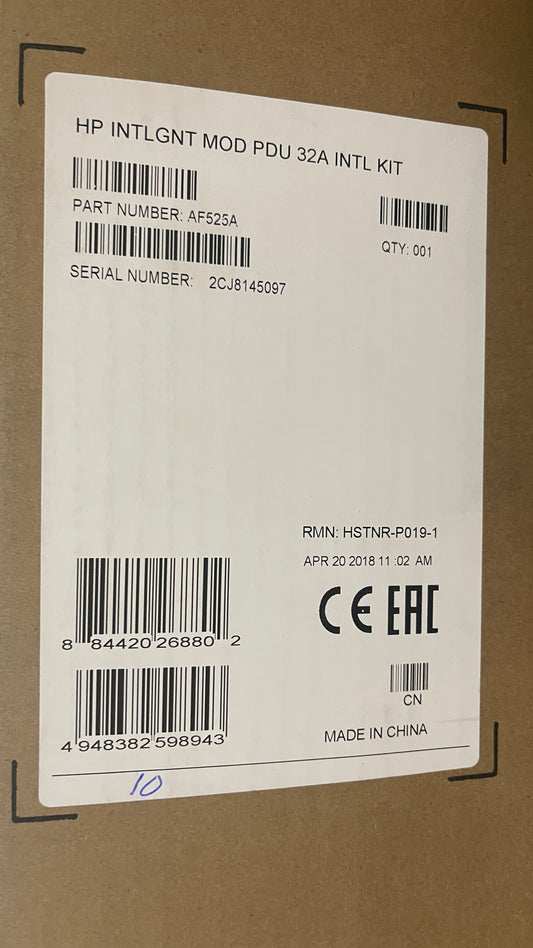 HP INTLGNT MOD PDU 32A INTL KIT
PART NUMBER: AF525A
QTY: 001
SERIAL NUMBER: 2CJ8145097
RMN: HSTNR-P019-1
APR 20 2018 11 :02 AM
CE EAC
8 84420 26880 2
CN
4 948382 598943
MADE IN CHINA
10